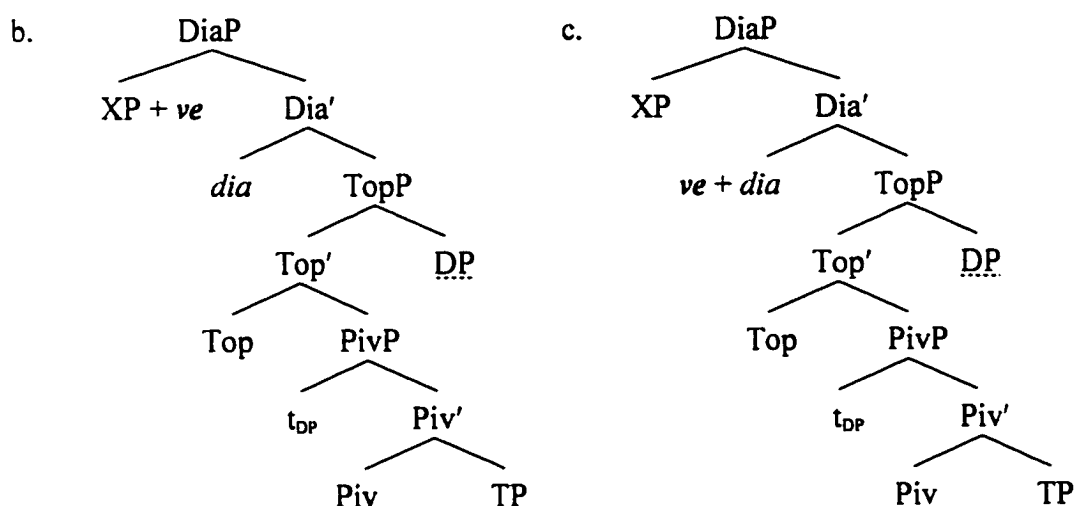 b. DiaP c. DiaP
XP + ve Dia′ XP Dia′
dia TopP ve + dia TopP
Top′ DP Top′ DP
Top PivP Top PivP
tDP Piv′ tDP Piv′
Piv TP Piv TP